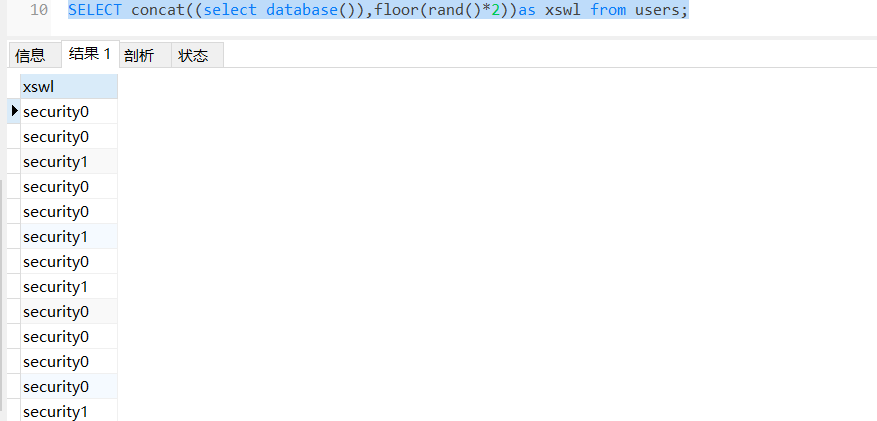 10 SELECT concat((select database()),floor(rand()*2))as xswl from users;
信息 结果 1 剖析 状态
xswl
security0
security0
security1
security0
security0
security1
security0
security1
security0
security0
security0
security0
security1